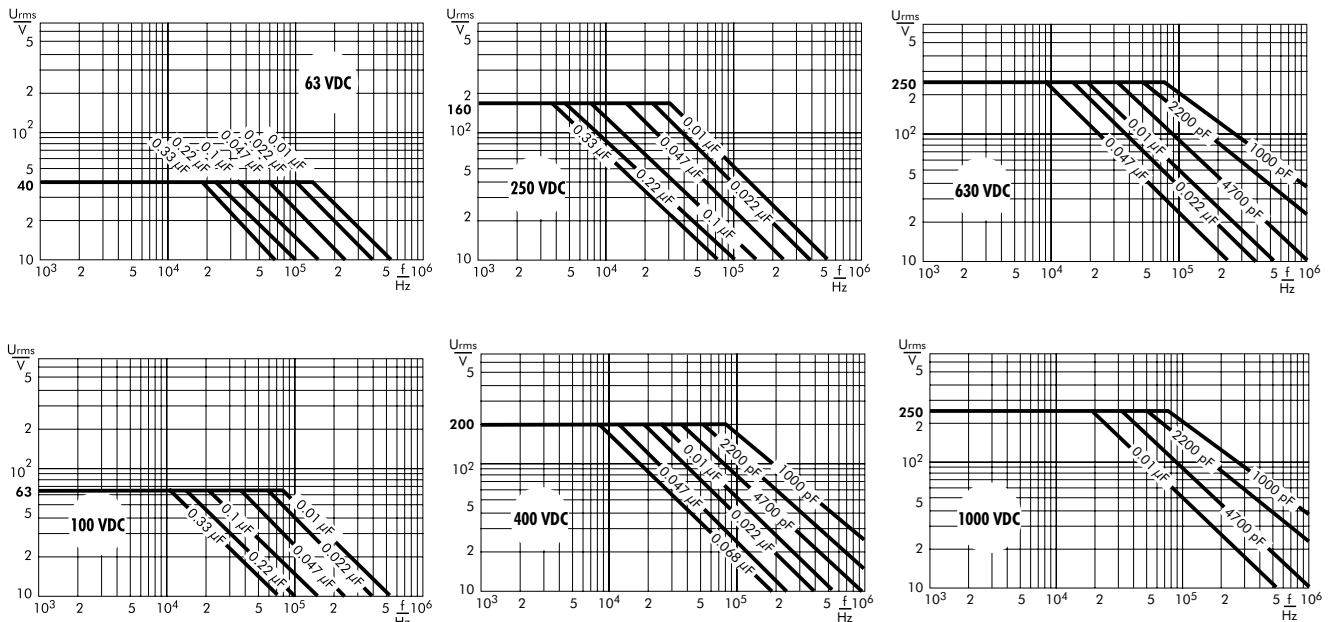 Urms
V
5
2
10²
5
40
2
10
63 VDC
0.33 µF
0.22 µF
0.1 µF
0.047 µF
0.022 µF
0.01 µF
10³ 2 5 10⁴ 2 5 10⁵ 2 5 10⁶
f
Hz
Urms
V
5
2
160
10²
5
2
10
250 VDC
0.33 µF
0.22 µF
0.1 µF
0.047 µF
0.022 µF
0.01 µF
10³ 2 5 10⁴ 2 5 10⁵ 2 5 10⁶
f
Hz
Urms
V
5
250
2
10²
5
2
10
630 VDC
0.047 µF
0.022 µF
0.01 µF
4700 pF
2200 pF
1000 pF
10³ 2 5 10⁴ 2 5 10⁵ 2 5 10⁶
f
Hz
Urms
V
5
2
10²
63
5
2
10
100 VDC
0.33 µF
0.22 µF
0.1 µF
0.047 µF
0.022 µF
0.01 µF
10³ 2 5 10⁴ 2 5 10⁵ 2 5 10⁶
f
Hz
Urms
V
5
200
10²
5
2
10
400 VDC
0.068 µF
0.047 µF
0.022 µF
0.01 µF
4700 pF
2200 pF
1000 pF
10³ 2 5 10⁴ 2 5 10⁵ 2 5 10⁶
f
Hz
Urms
V
5
250
2
10²
5
2
10
1000 VDC
0.01 µF
4700 pF
2200 pF
1000 pF
10³ 2 5 10⁴ 2 5 10⁵ 2 5 10⁶
f
Hz